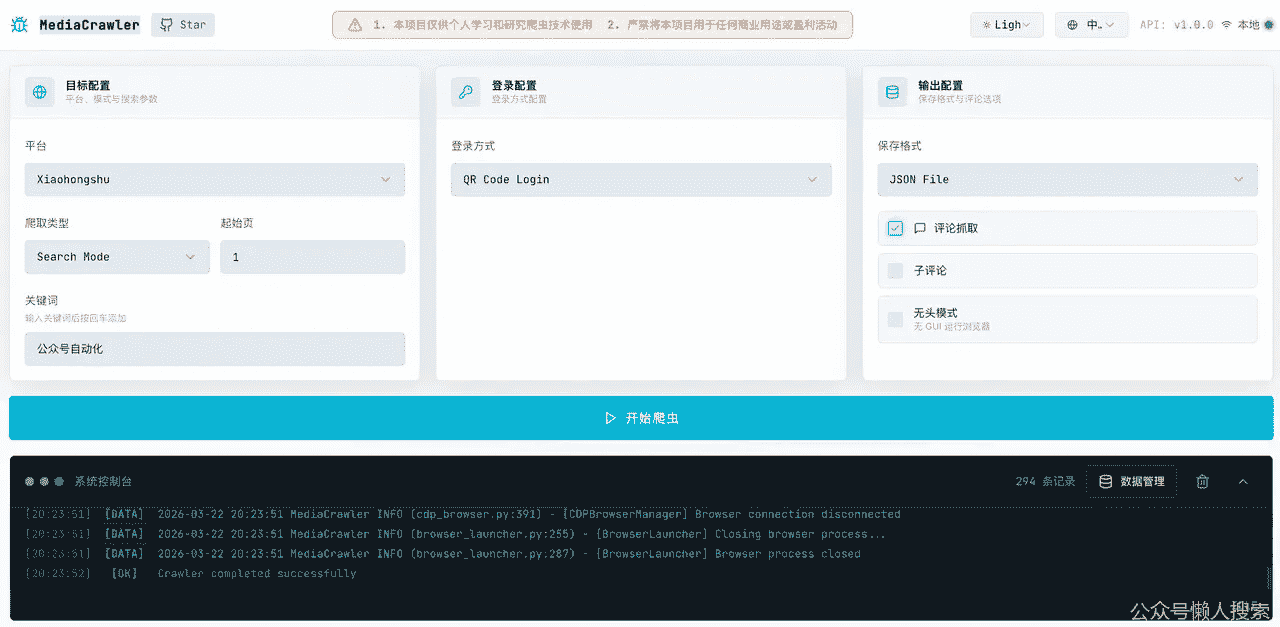 MediaCrawler
Star
1. 本项目仅供个人学习和研究爬虫技术使用 2. 严禁将本项目用于任何商业用途或盈利活动
Ligh
中…
API: v1.0.0
本地
目标配置
平台、模式与搜索参数
平台
Xiaohongshu
爬取类型
起始页
Search Mode
1
关键词
输入关键词后按回车添加
公众号自动化
登录配置
登录方式配置
登录方式
QR Code Login
输出配置
保存格式与评论选项
保存格式
JSON File
评论抓取
子评论
无头模式
无 GUI 运行浏览器
开始爬虫
系统控制台
294 条记录
数据管理
[20:23:51] [DATA] 2026-03-22 20:23:51 MediaCrawler INFO (cdp_browser.py:391) - [CDPBrowserManager] Browser connection disconnected
[20:23:51] [DATA] 2026-03-22 20:23:51 MediaCrawler INFO (browser_launcher.py:255) - [BrowserLauncher] Closing browser process...
[20:23:51] [DATA] 2026-03-22 20:23:51 MediaCrawler INFO (browser_launcher.py:287) - [BrowserLauncher] Browser process closed
[20:23:52] [OK] Crawler completed successfully
公众号懒人搜索